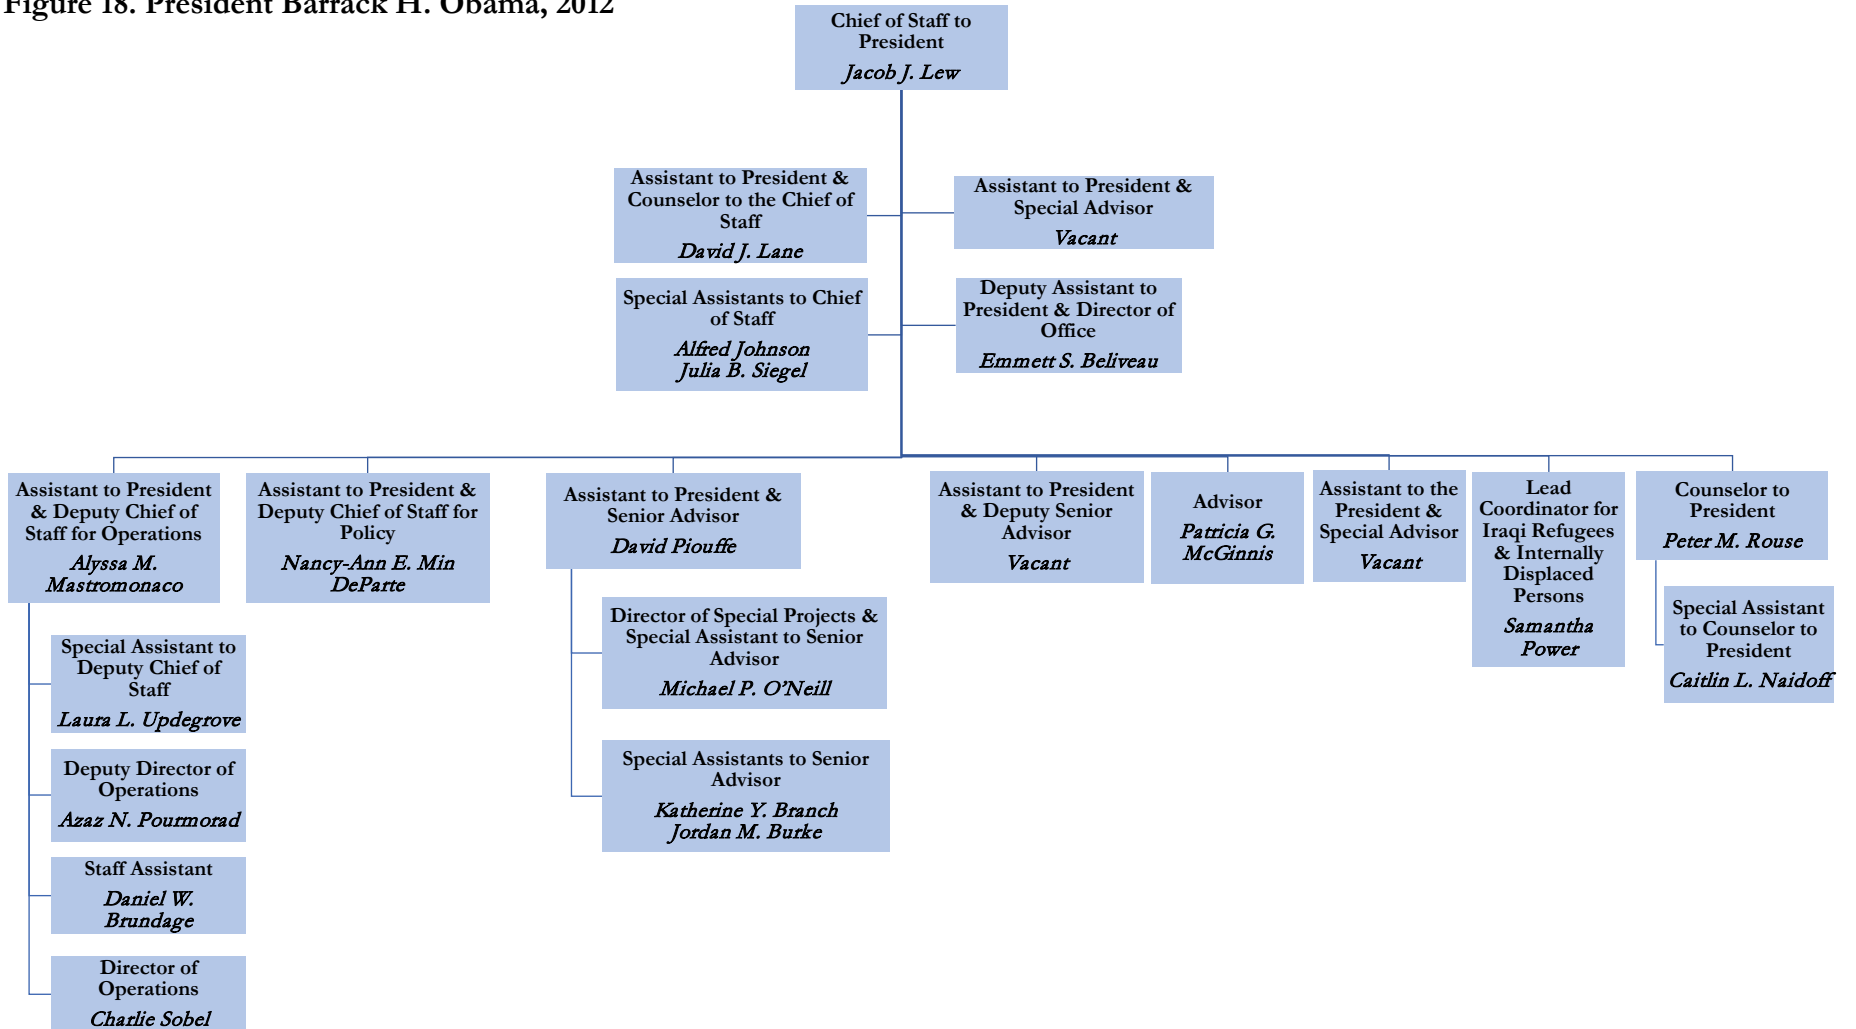 Figure 18. President Barrack H. Obama, 2012
Chief of Staff to
President
Jacob J. Lew
Assistant to President &
Counselor to the Chief of
Staff
David J. Lane
Assistant to President &
Special Advisor
Vacant
Special Assistants to Chief
of Staff
Alfred Johnson
Julia B. Siegel
Deputy Assistant to
President & Director of
Office
Emmett S. Beliveau
Assistant to President
& Deputy Chief of
Staff for Operations
Alyssa M.
Mastromonaco
Assistant to President &
Deputy Chief of Staff for
Policy
Nancy-Ann E. Min
DeParte
Assistant to President &
Senior Advisor
David Piouffe
Assistant to President
& Deputy Senior
Advisor
Vacant
Advisor
Patricia G.
McGinnis
Assistant to the
President &
Special Advisor
Vacant
Lead
Coordinator for
Iraqi Refugees
& Internally
Displaced
Persons
Samantha
Power
Counselor to
President
Peter M. Rouse
Special Assistant to
Deputy Chief of
Staff
Laura L. Updegrove
Deputy Director of
Operations
Azaz N. Pourmorad
Staff Assistant
Daniel W.
Brundage
Director of
Operations
Charlie Sobel
Director of Special Projects &
Special Assistant to Senior
Advisor
Michael P. O'Neill
Special Assistants to Senior
Advisor
Katherine Y. Branch
Jordan M. Burke
Special Assistant
to Counselor to
President
Caitlin L. Naidoff